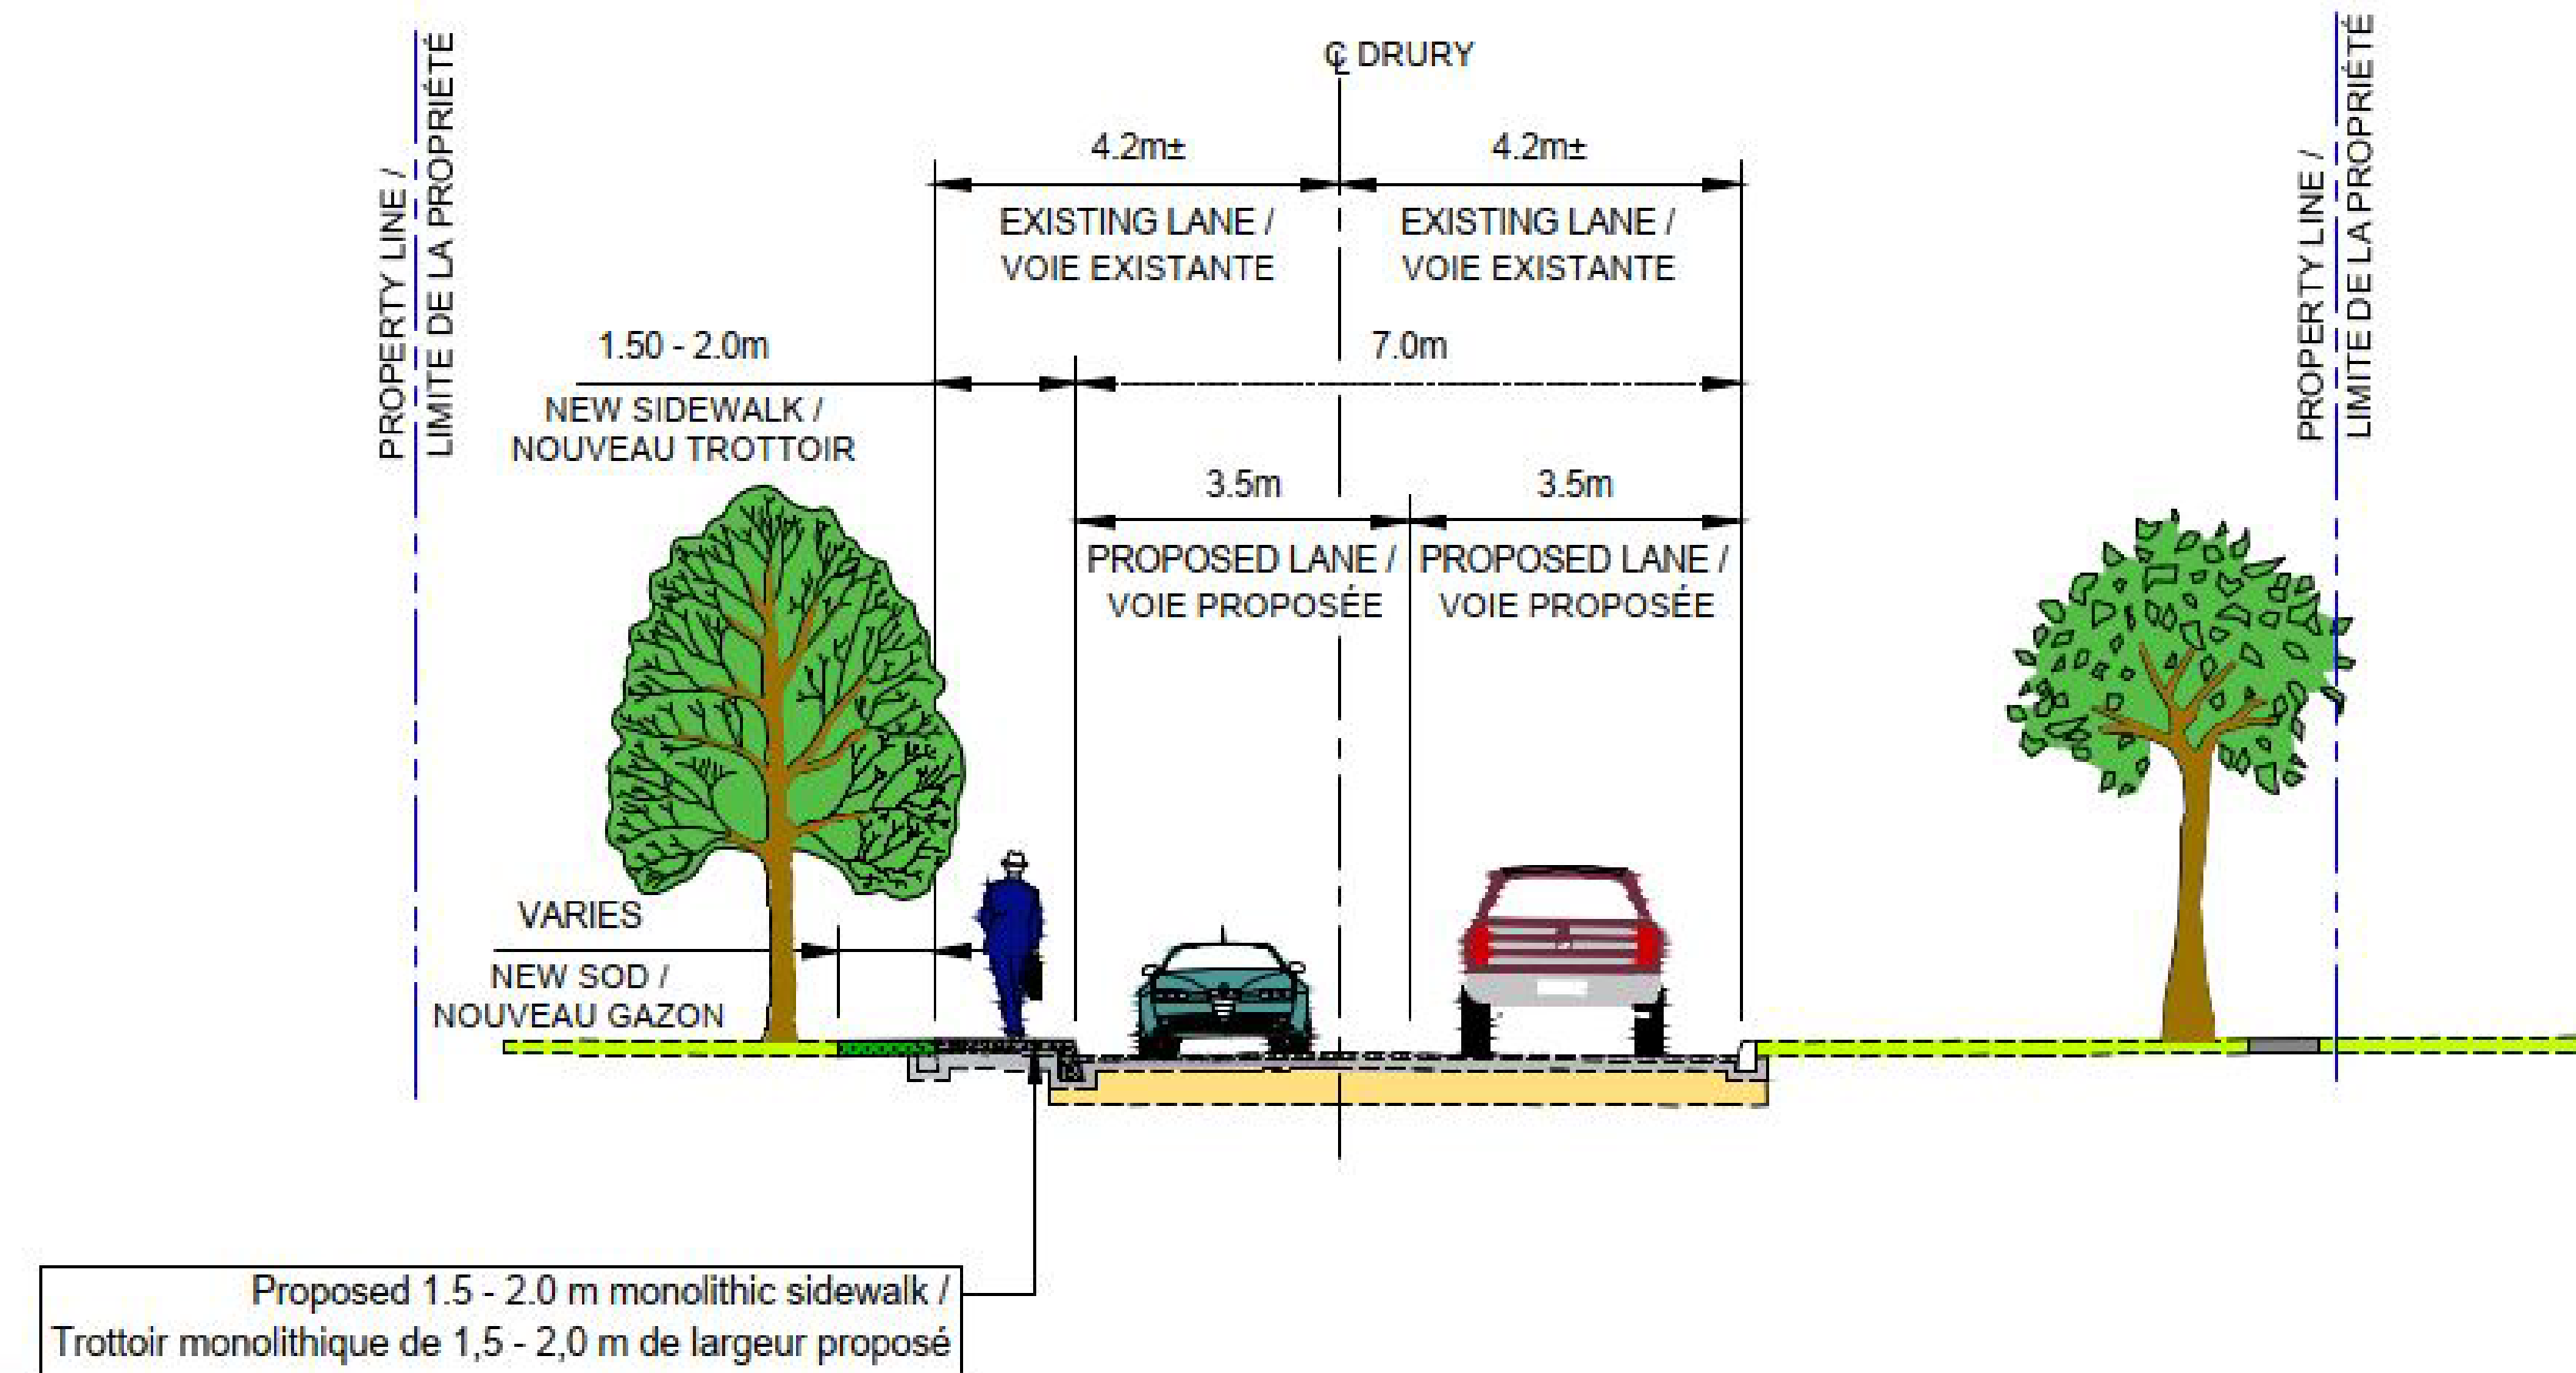 ℄ DRURY
PROPERTY LINE /
LIMITE DE LA PROPRIÉTÉ
4.2m±
EXISTING LANE /
VOIE EXISTANTE
4.2m±
EXISTING LANE /
VOIE EXISTANTE
PROPERTY LINE /
LIMITE DE LA PROPRIÉTÉ
1.50 - 2.0m
NEW SIDEWALK /
NOUVEAU TROTTOIR
7.0m
3.5m
PROPOSED LANE /
VOIE PROPOSÉE
3.5m
PROPOSED LANE /
VOIE PROPOSÉE
VARIES
NEW SOD /
NOUVEAU GAZON
Proposed 1.5 - 2.0 m monolithic sidewalk /
Trottoir monolithique de 1,5 - 2,0 m de largeur proposé